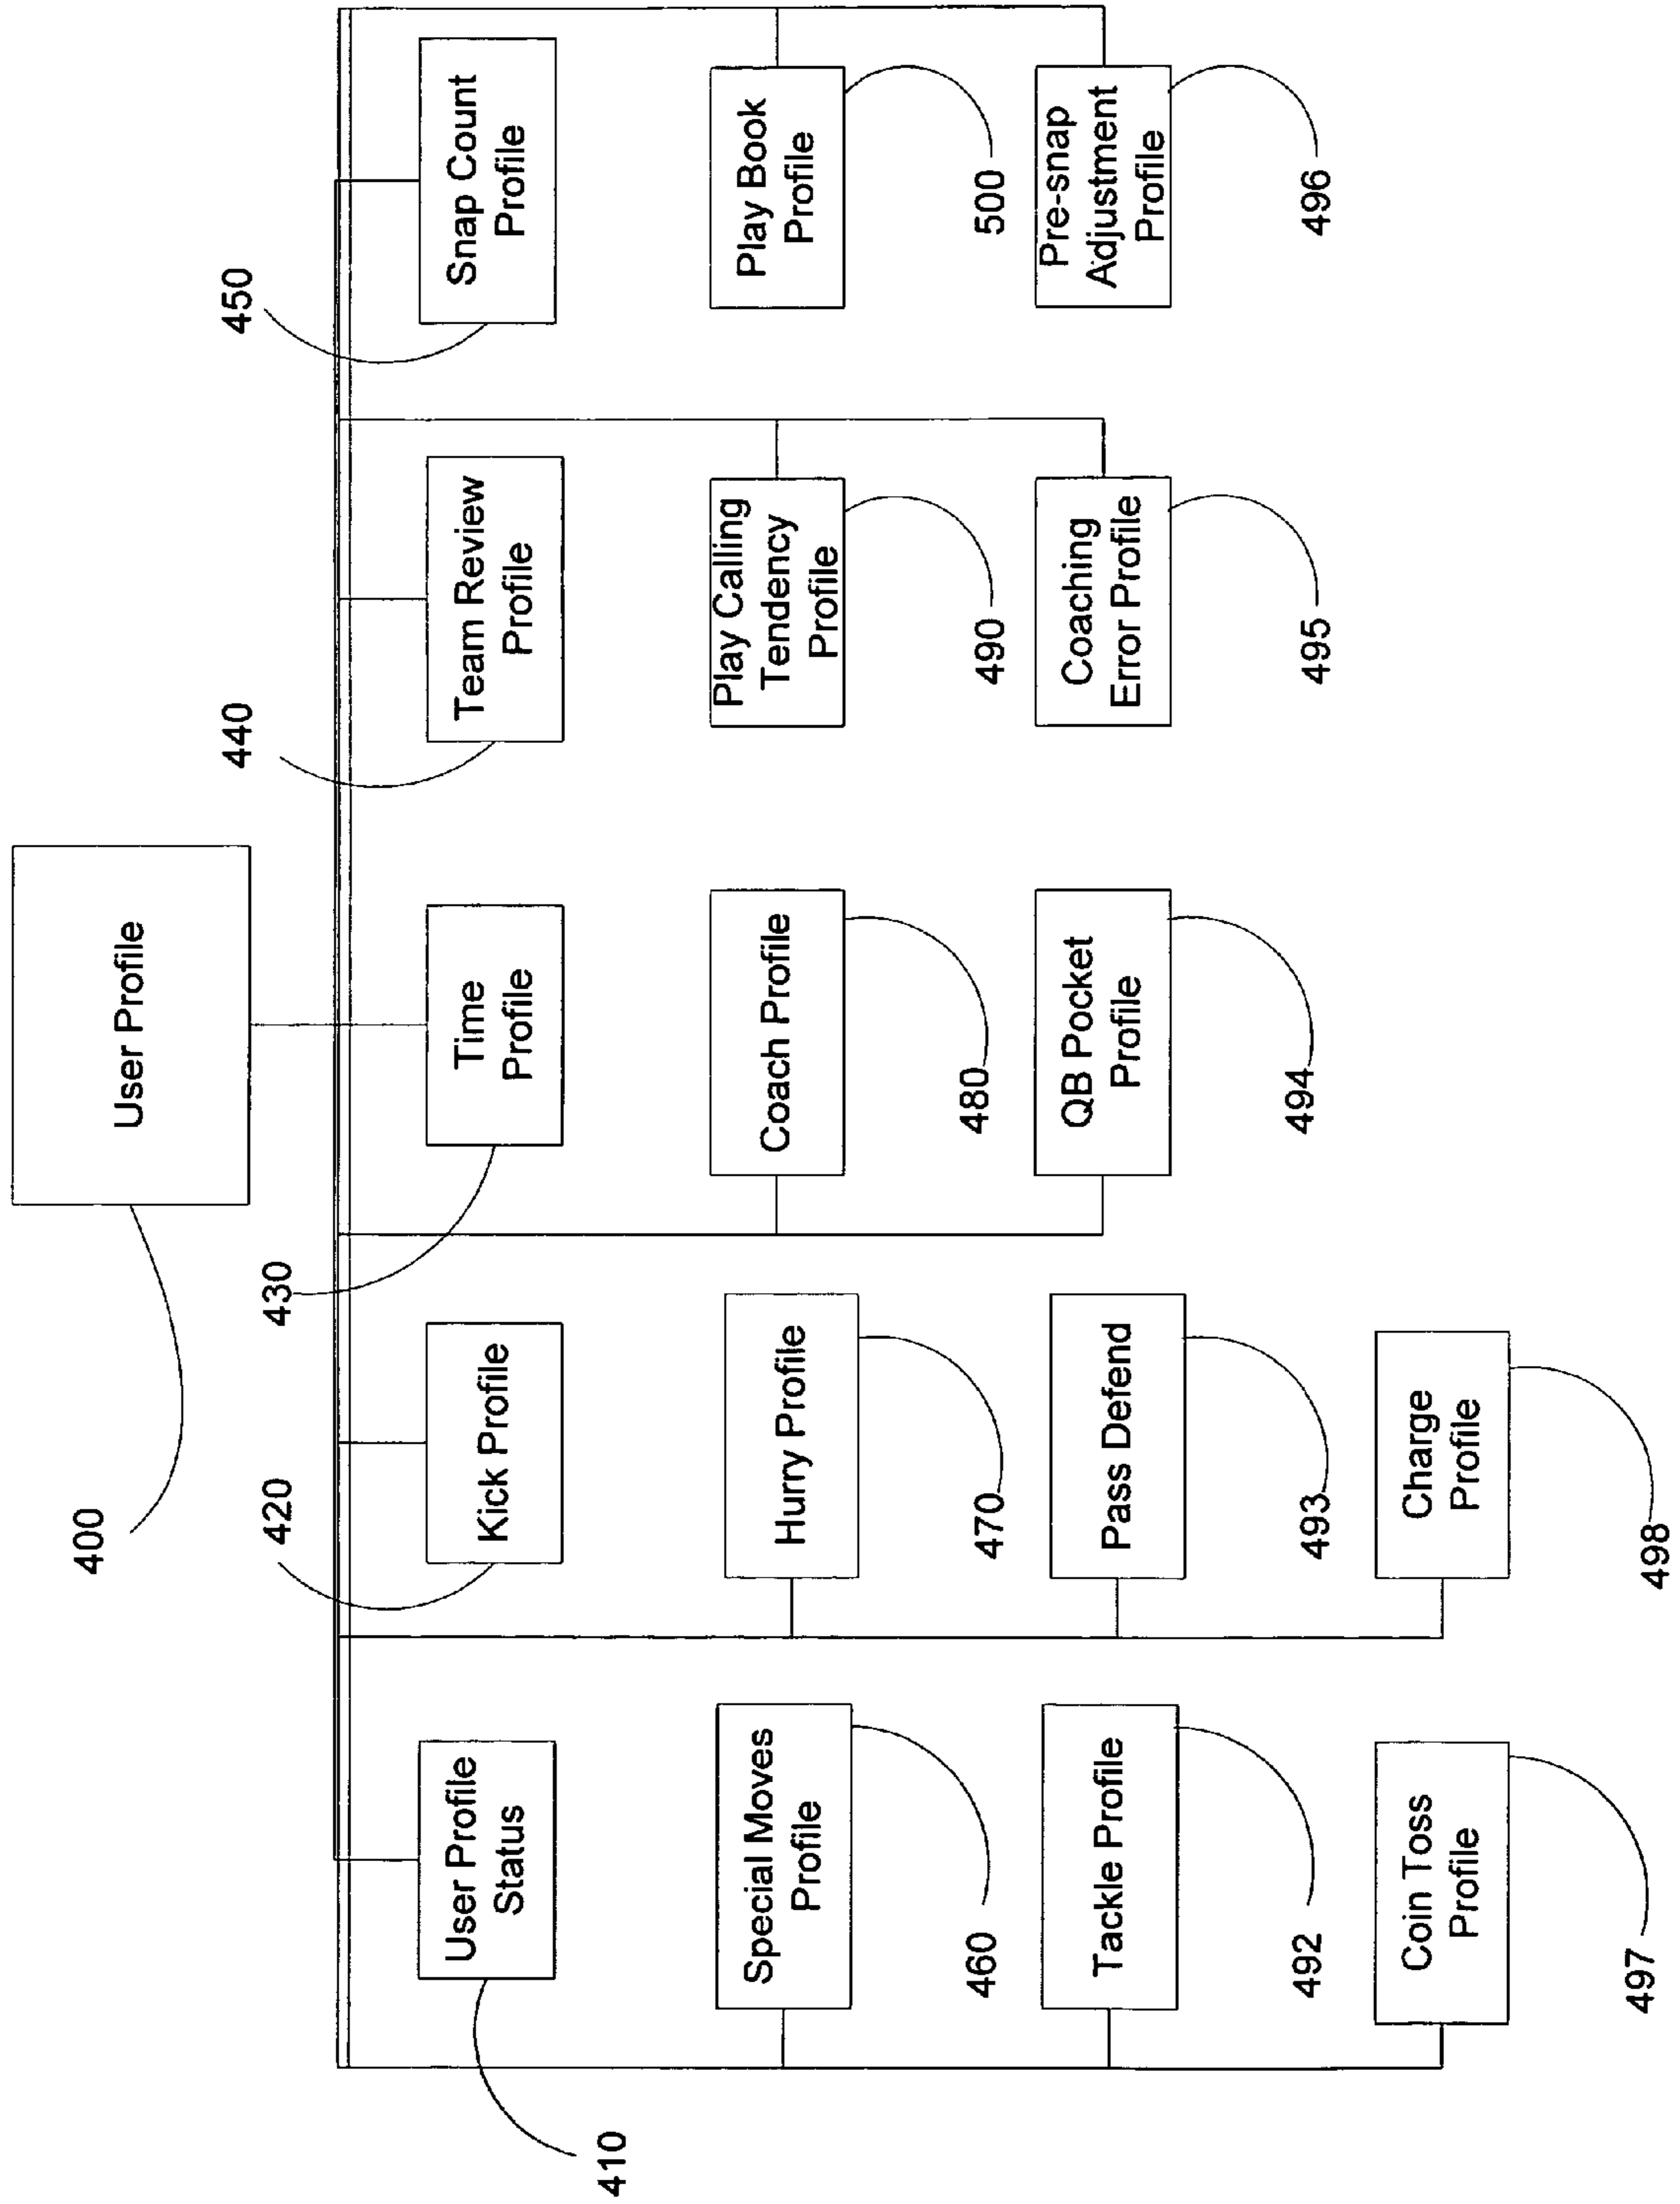 User Profile
400
410
420
430
440
450
User Profile
Status
Kick Profile
Time
Profile
Team Review
Profile
Snap Count
Profile
Special Moves
Profile
Hurry Profile
Coach Profile
Play Calling
Tendency
Profile
Play Book
Profile
460
470
480
490
500
Tackle Profile
Pass Defend
QB Pocket
Profile
Coaching
Error Profile
Pre-snap
Adjustment
Profile
492
493
494
495
496
Coin Toss
Profile
Charge
Profile
497
498